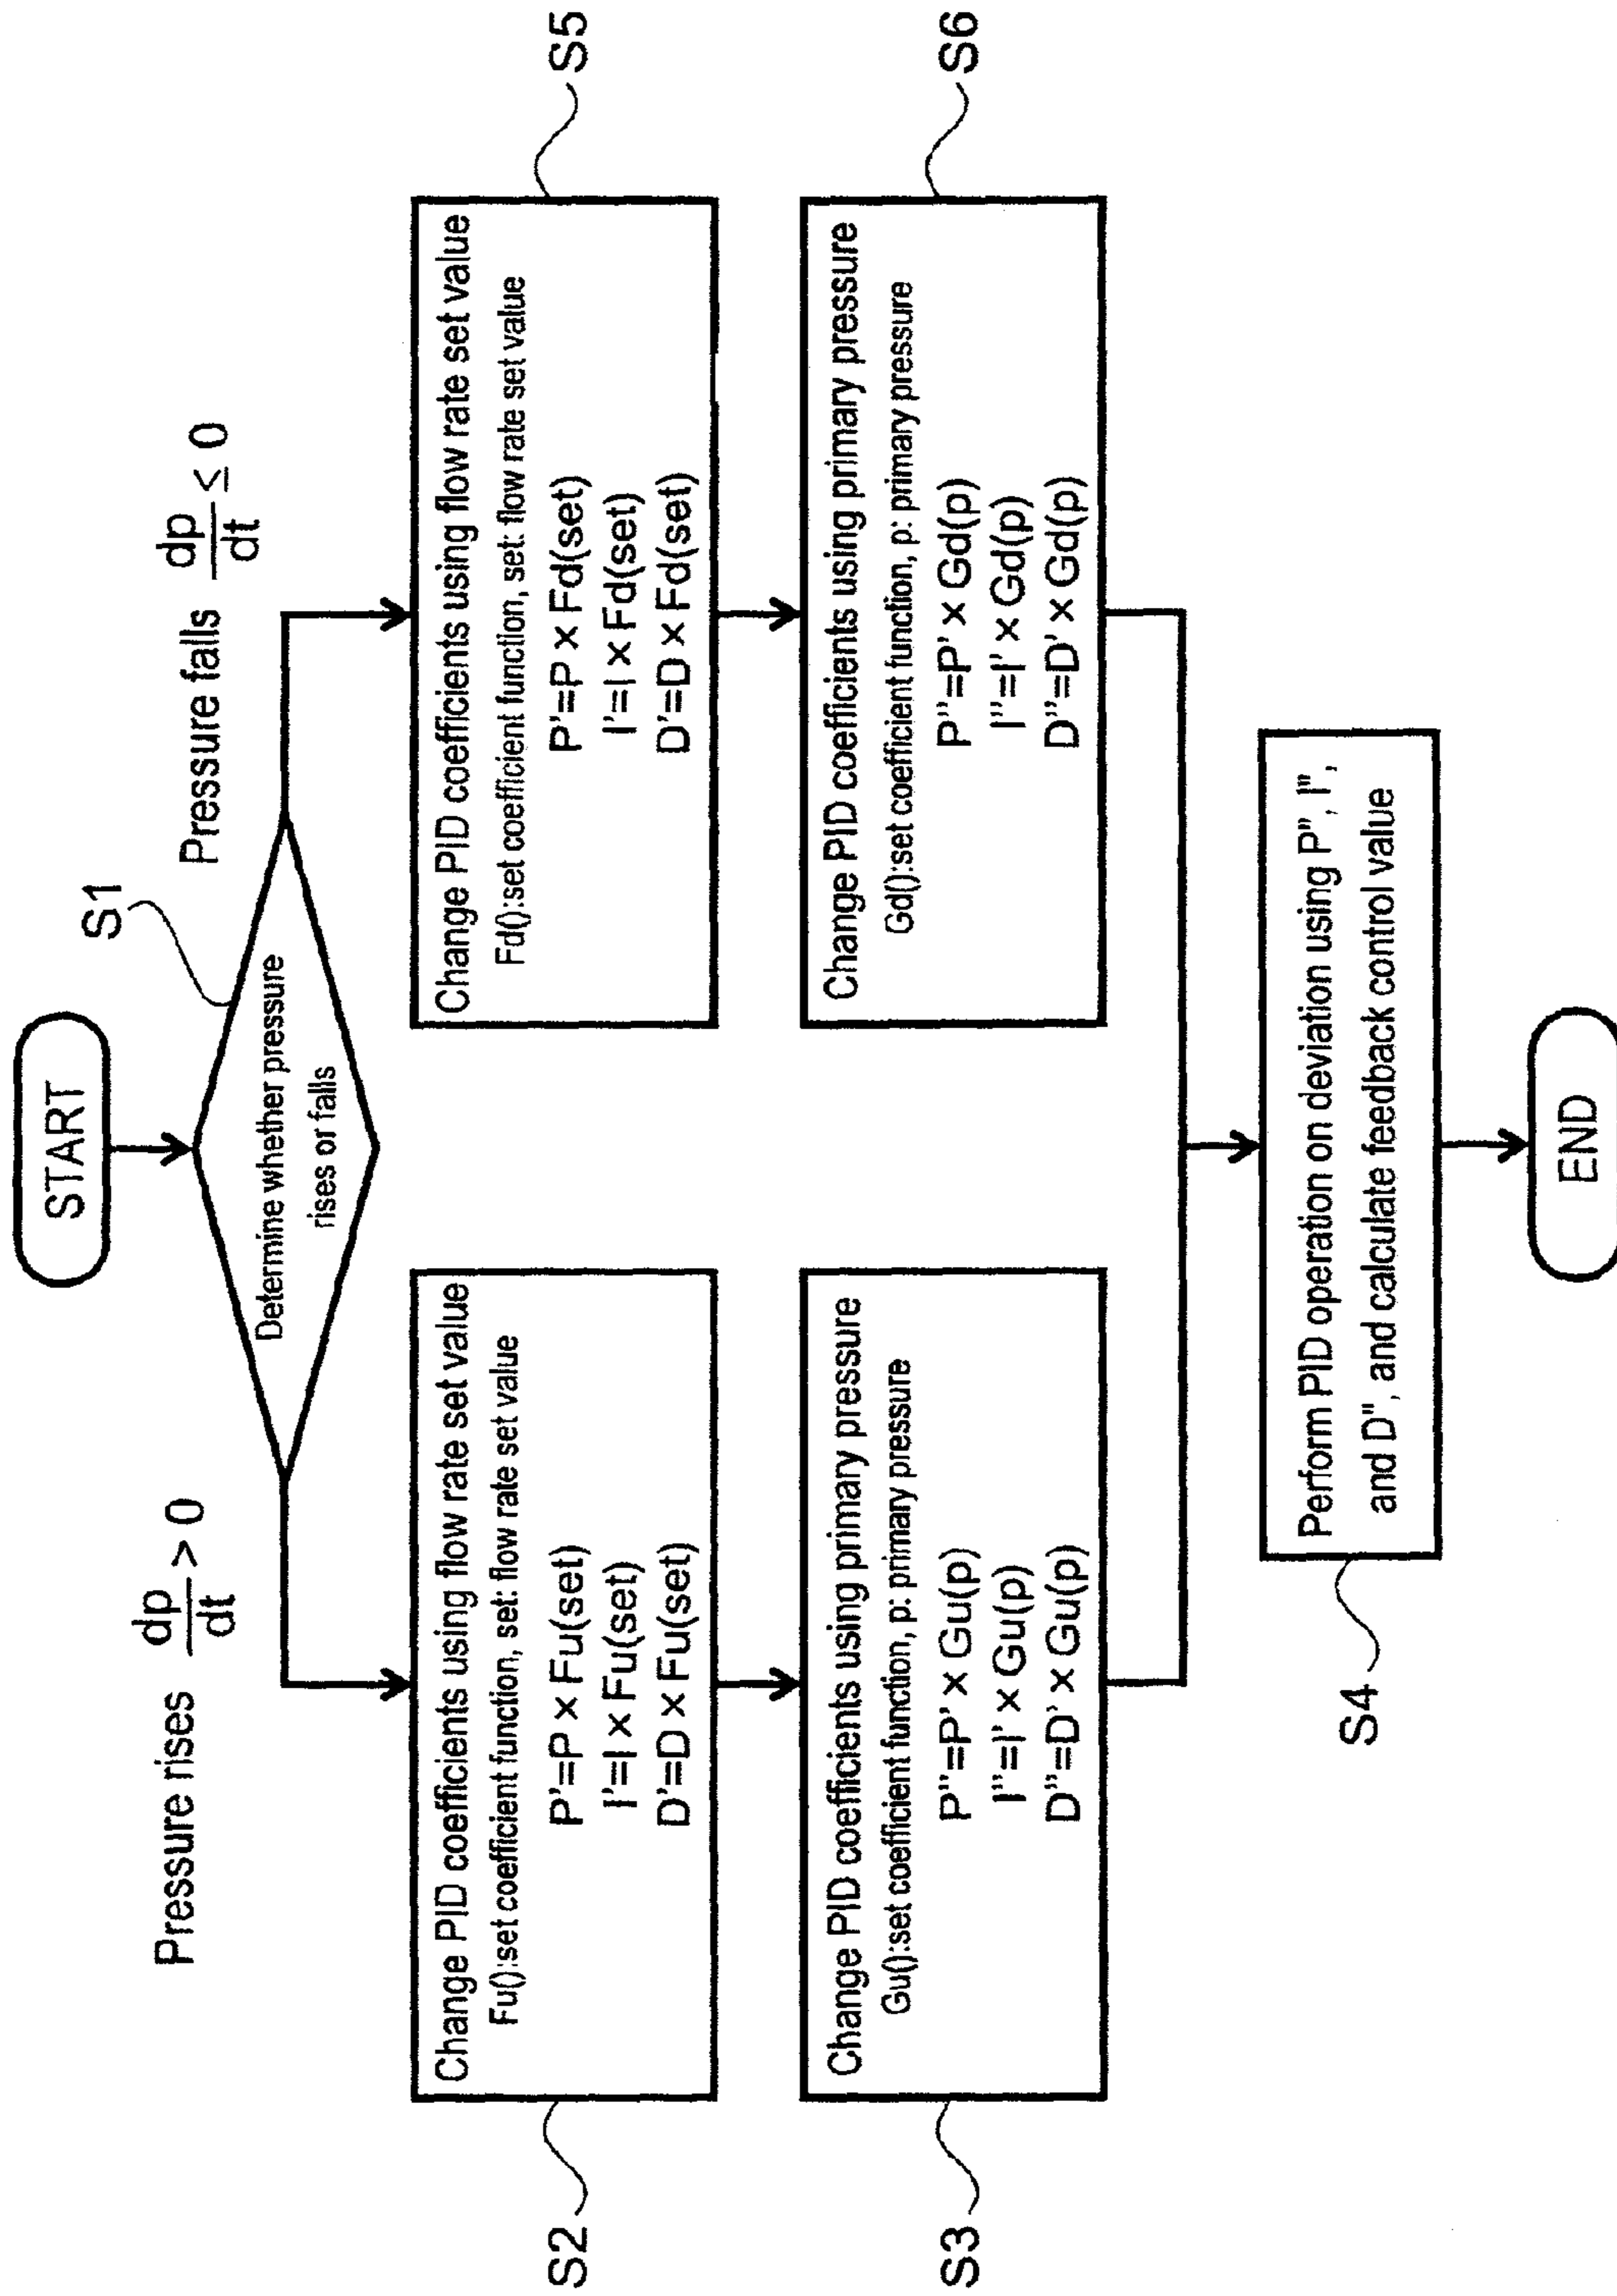 START
S1
Determine whether pressure
rises or falls
Pressure rises dp/dt > 0
Pressure falls dp/dt ≤ 0
S2
Change PID coefficients using flow rate set value
Fu():set coefficient function, set: flow rate set value
P'=P×Fu(set)
I'=I×Fu(set)
D'=D×Fu(set)
S3
Change PID coefficients using primary pressure
Gu():set coefficient function, p: primary pressure
P"=P'×Gu(p)
I"=I'×Gu(p)
D"=D'×Gu(p)
S5
Change PID coefficients using flow rate set value
Fd():set coefficient function, set: flow rate set value
P'=P×Fd(set)
I'=I×Fd(set)
D'=D×Fd(set)
S6
Change PID coefficients using primary pressure
Gd():set coefficient function, p: primary pressure
P"=P'×Gd(p)
I"=I'×Gd(p)
D"=D'×Gd(p)
S4
Perform PID operation on deviation using P", I",
and D", and calculate feedback control value
END